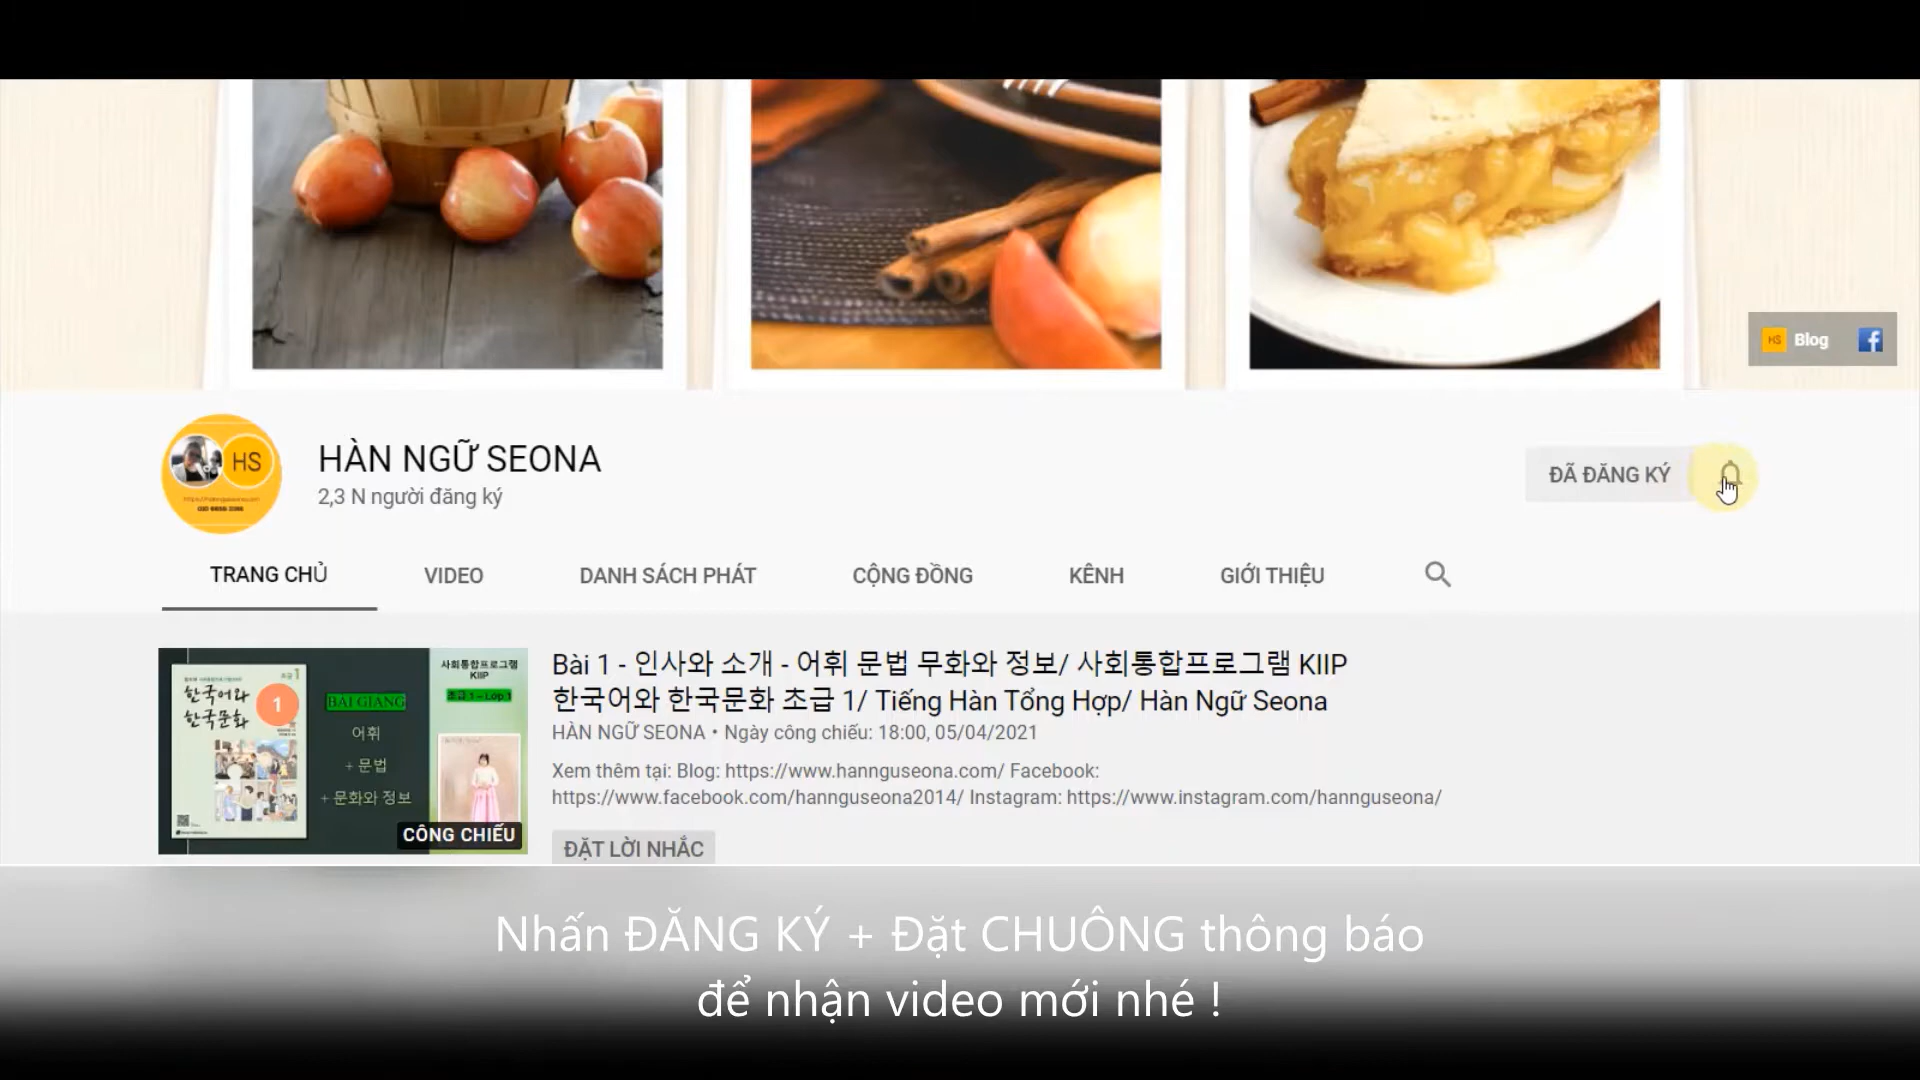 HS Blog
HS
HÀN NGỮ SEONA
2,3 N người đăng ký
ĐÃ ĐĂNG KÝ
TRANG CHỦ
VIDEO
DANH SÁCH PHÁT
CỘNG ĐỒNG
KÊNH
GIỚI THIỆU
한국어와
한국문화
1
BÀI GIẢNG
어휘
+ 문법
+ 문화와 정보
사회통합프로그램
KIIP
초급 1 - Lớp 1
CÔNG CHIẾU
Bài 1 - 인사와 소개 - 어휘 문법 무화와 정보/ 사회통합프로그램 KIIP
한국어와 한국문화 초급 1/ Tiếng Hàn Tổng Hợp/ Hàn Ngữ Seona
HÀN NGỮ SEONA • Ngày công chiếu: 18:00, 05/04/2021
Xem thêm tại: Blog: https://www.hannguseona.com/ Facebook:
https://www.facebook.com/hannguseona2014/ Instagram: https://www.instagram.com/hannguseona/
ĐẶT LỜI NHẮC
Nhấn ĐĂNG KÝ + Đặt CHUÔNG thông báo
để nhận video mới nhé !